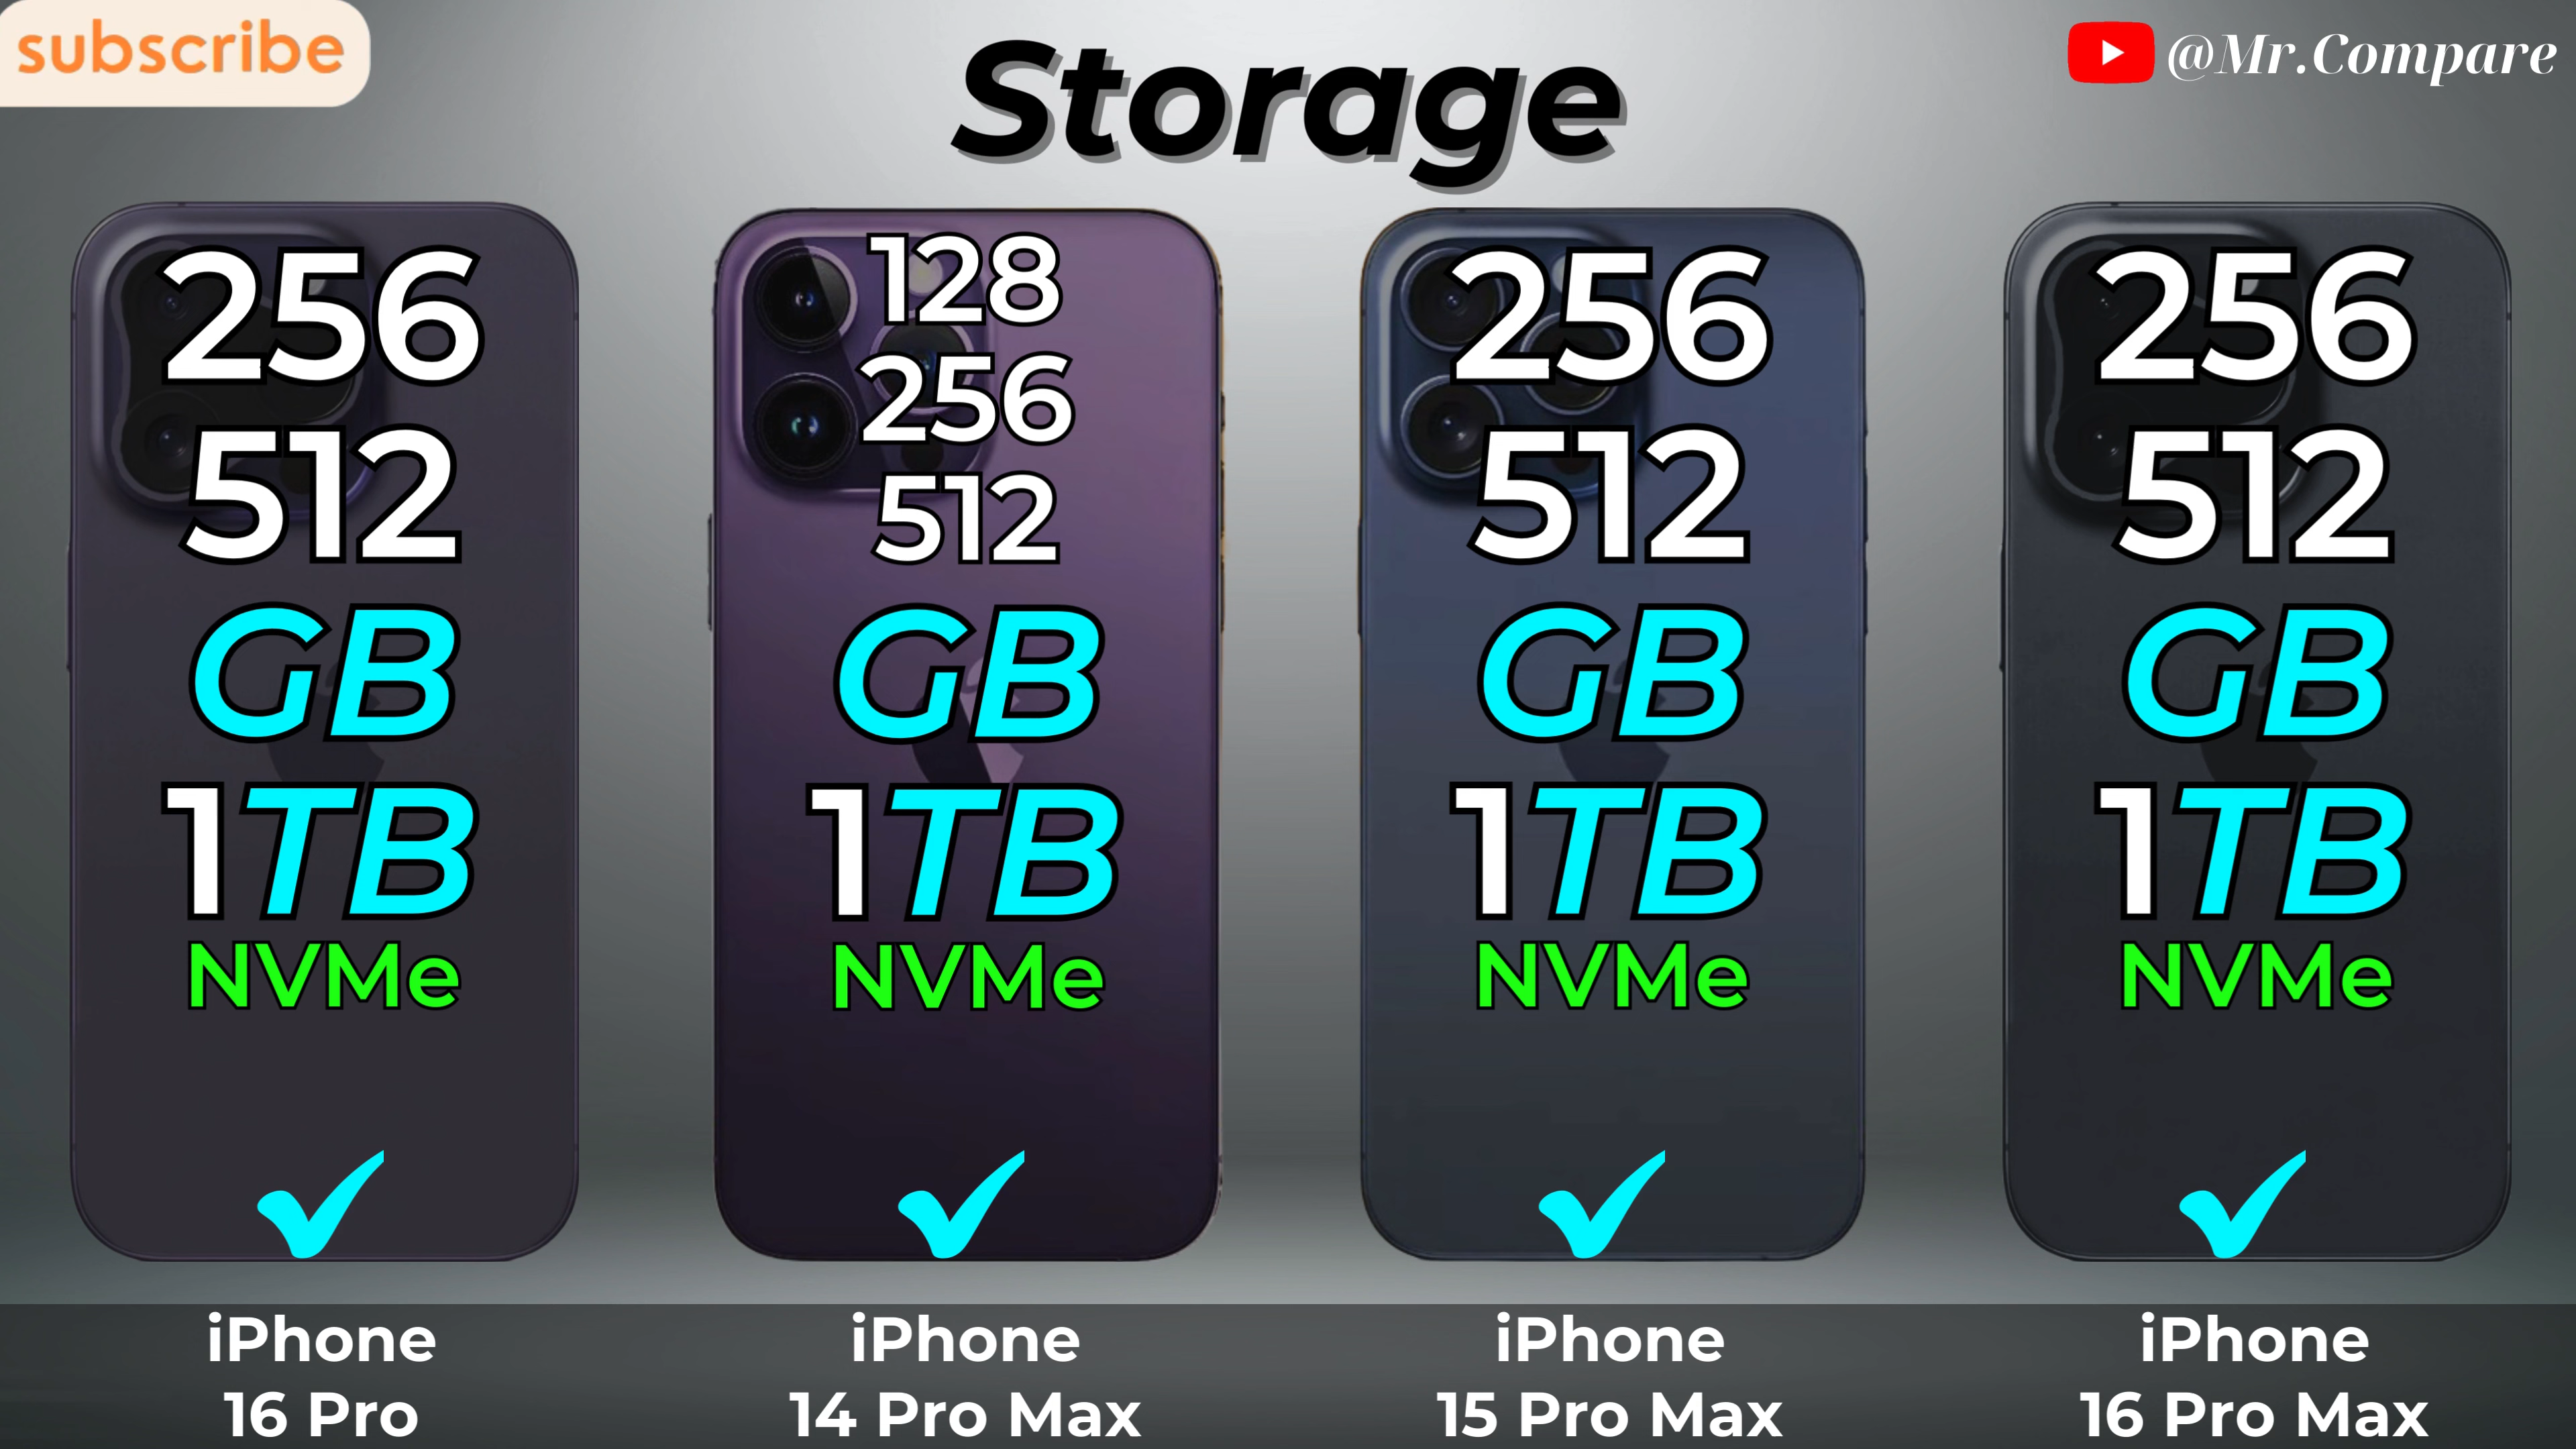 subscribe
Storage
@Mr.Compare
256
512
GB
1TB
NVMe
iPhone
16 Pro
128
256
512
GB
1TB
NVMe
iPhone
14 Pro Max
256
512
GB
1TB
NVMe
iPhone
15 Pro Max
256
512
GB
1TB
NVMe
iPhone
16 Pro Max